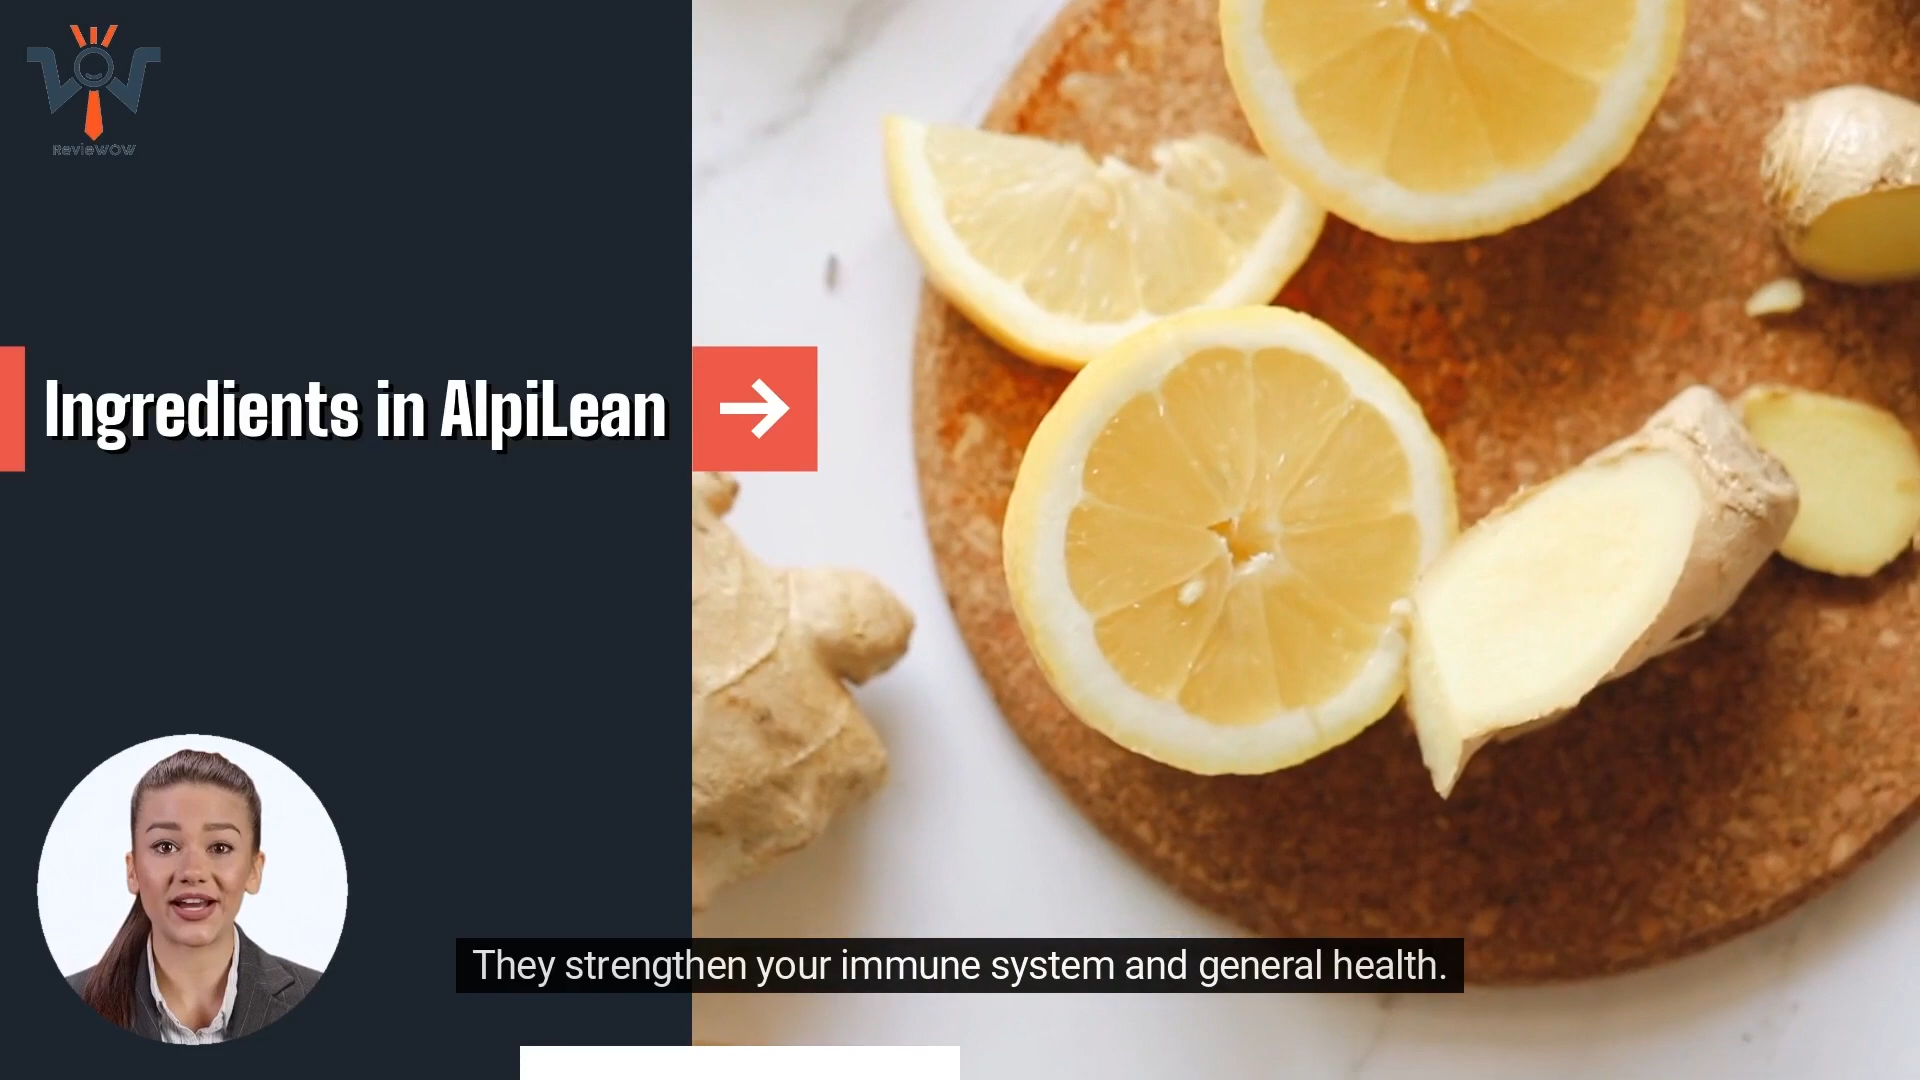 RevieWOW
Ingredients in AlpiLean
They strengthen your immune system and general health.